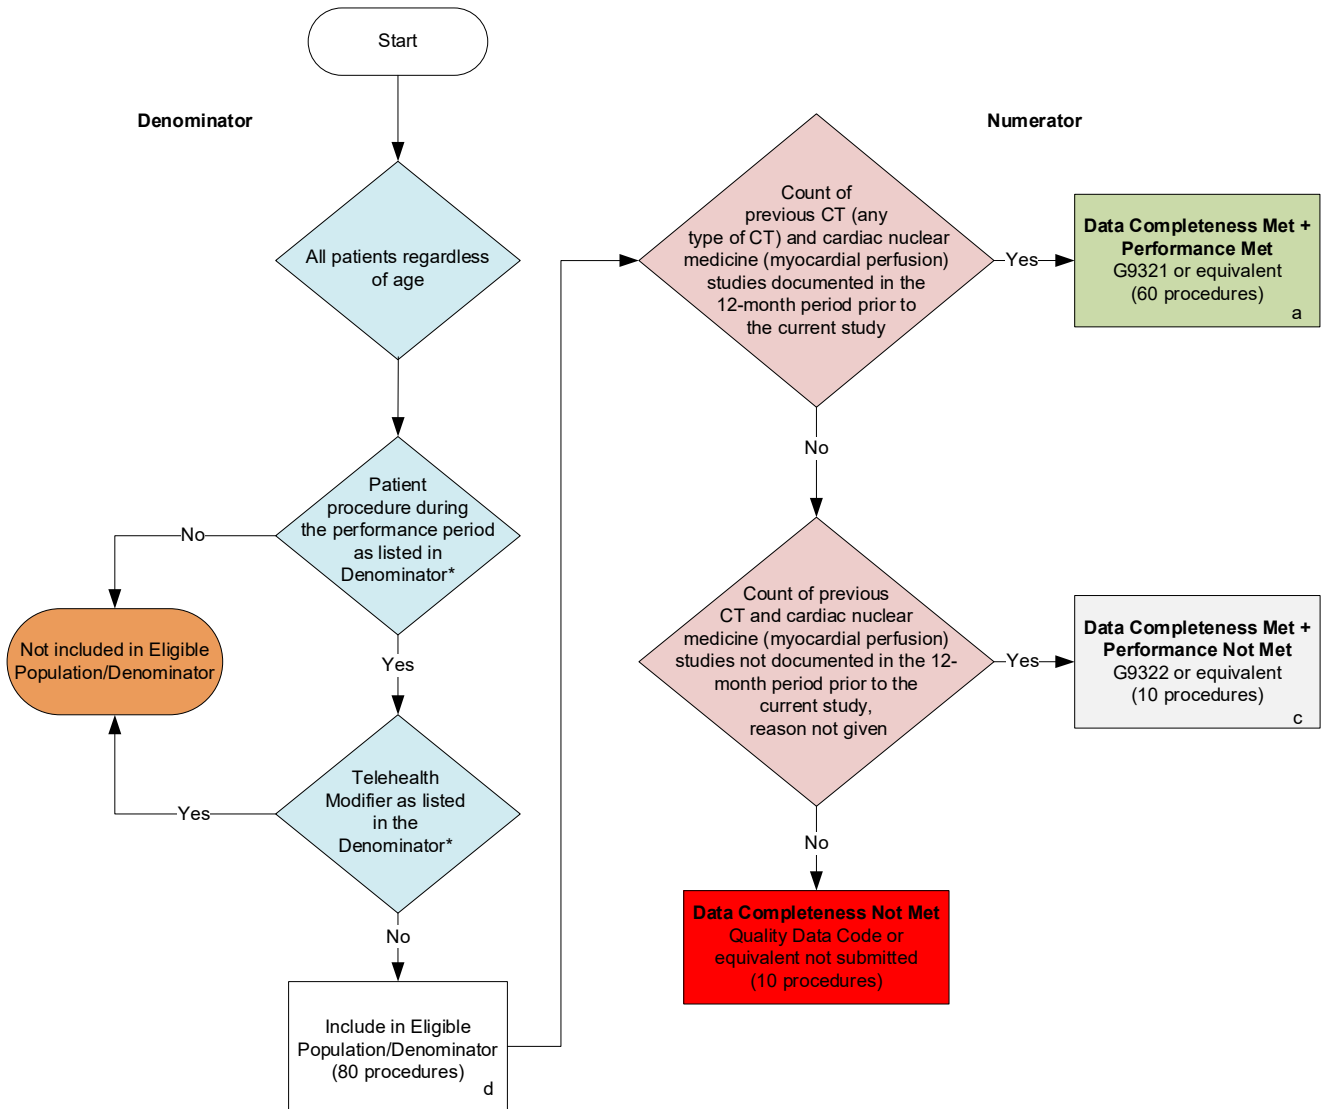 Start
Denominator
All patients regardless
of age
Patient
procedure during
the performance period
as listed in
Denominator*
No
Not included in Eligible
Population/Denominator
Yes
Telehealth
Modifier as listed
in the
Denominator*
Yes
No
Include in Eligible
Population/Denominator
(80 procedures)
d
Numerator
Count of
previous CT (any
type of CT) and cardiac nuclear
medicine (myocardial perfusion)
studies documented in the
12-month period prior to
the current study
Yes
Data Completeness Met +
Performance Met
G9321 or equivalent
(60 procedures)
a
No
Count of previous
CT and cardiac nuclear
medicine (myocardial perfusion)
studies not documented in the 12-
month period prior to the
current study,
reason not given
Yes
Data Completeness Met +
Performance Not Met
G9322 or equivalent
(10 procedures)
c
No
Data Completeness Not Met
Quality Data Code or
equivalent not submitted
(10 procedures)